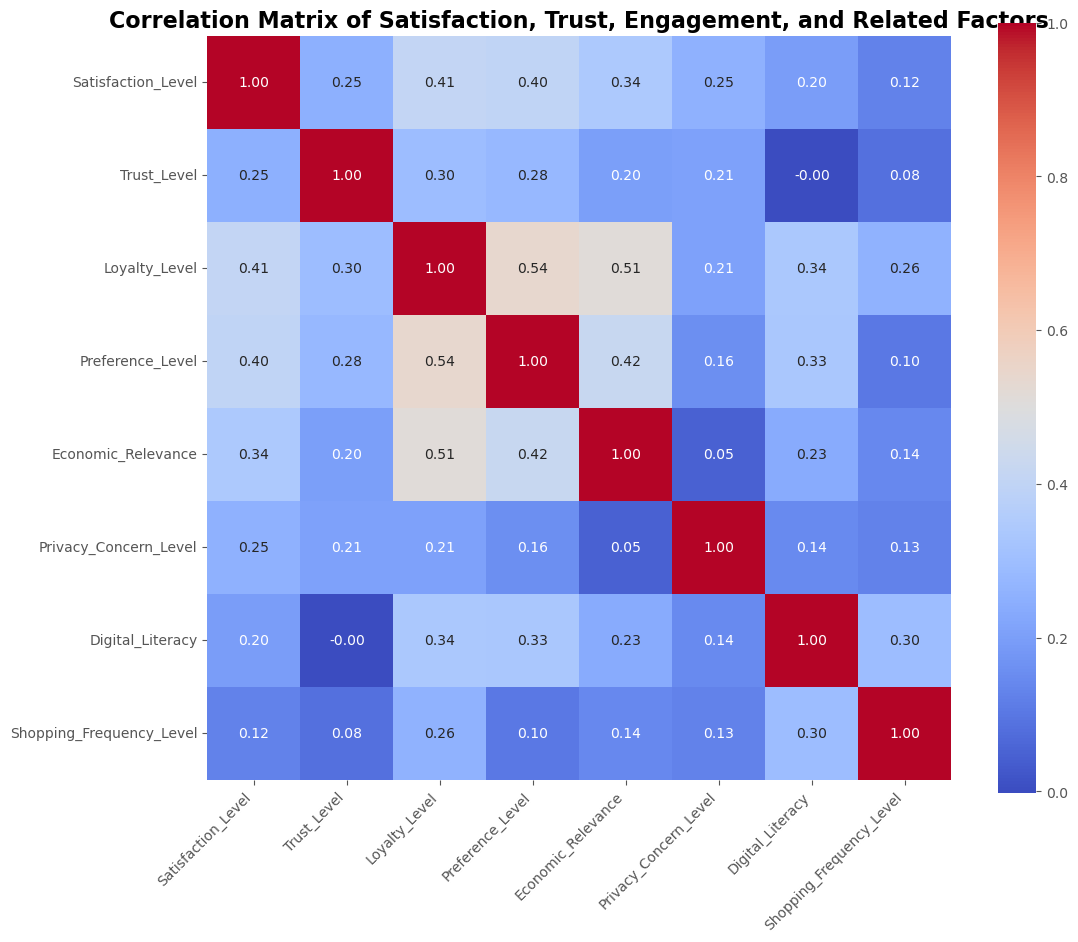 Correlation Matrix of Satisfaction, Trust, Engagement, and Related Factors
Satisfaction_Level 1.00 0.25 0.41 0.40 0.34 0.25 0.20 0.12
Trust_Level 0.25 1.00 0.30 0.28 0.20 0.21 -0.00 0.08
Loyalty_Level 0.41 0.30 1.00 0.54 0.51 0.21 0.34 0.26
Preference_Level 0.40 0.28 0.54 1.00 0.42 0.16 0.33 0.10
Economic_Relevance 0.34 0.20 0.51 0.42 1.00 0.05 0.23 0.14
Privacy_Concern_Level 0.25 0.21 0.21 0.16 0.05 1.00 0.14 0.13
Digital_Literacy 0.20 -0.00 0.34 0.33 0.23 0.14 1.00 0.30
Shopping_Frequency_Level 0.12 0.08 0.26 0.10 0.14 0.13 0.30 1.00
Satisfaction_Level
Trust_Level
Loyalty_Level
Preference_Level
Economic_Relevance
Privacy_Concern_Level
Digital_Literacy
Shopping_Frequency_Level
1.0
0.8
0.6
0.4
0.2
0.0